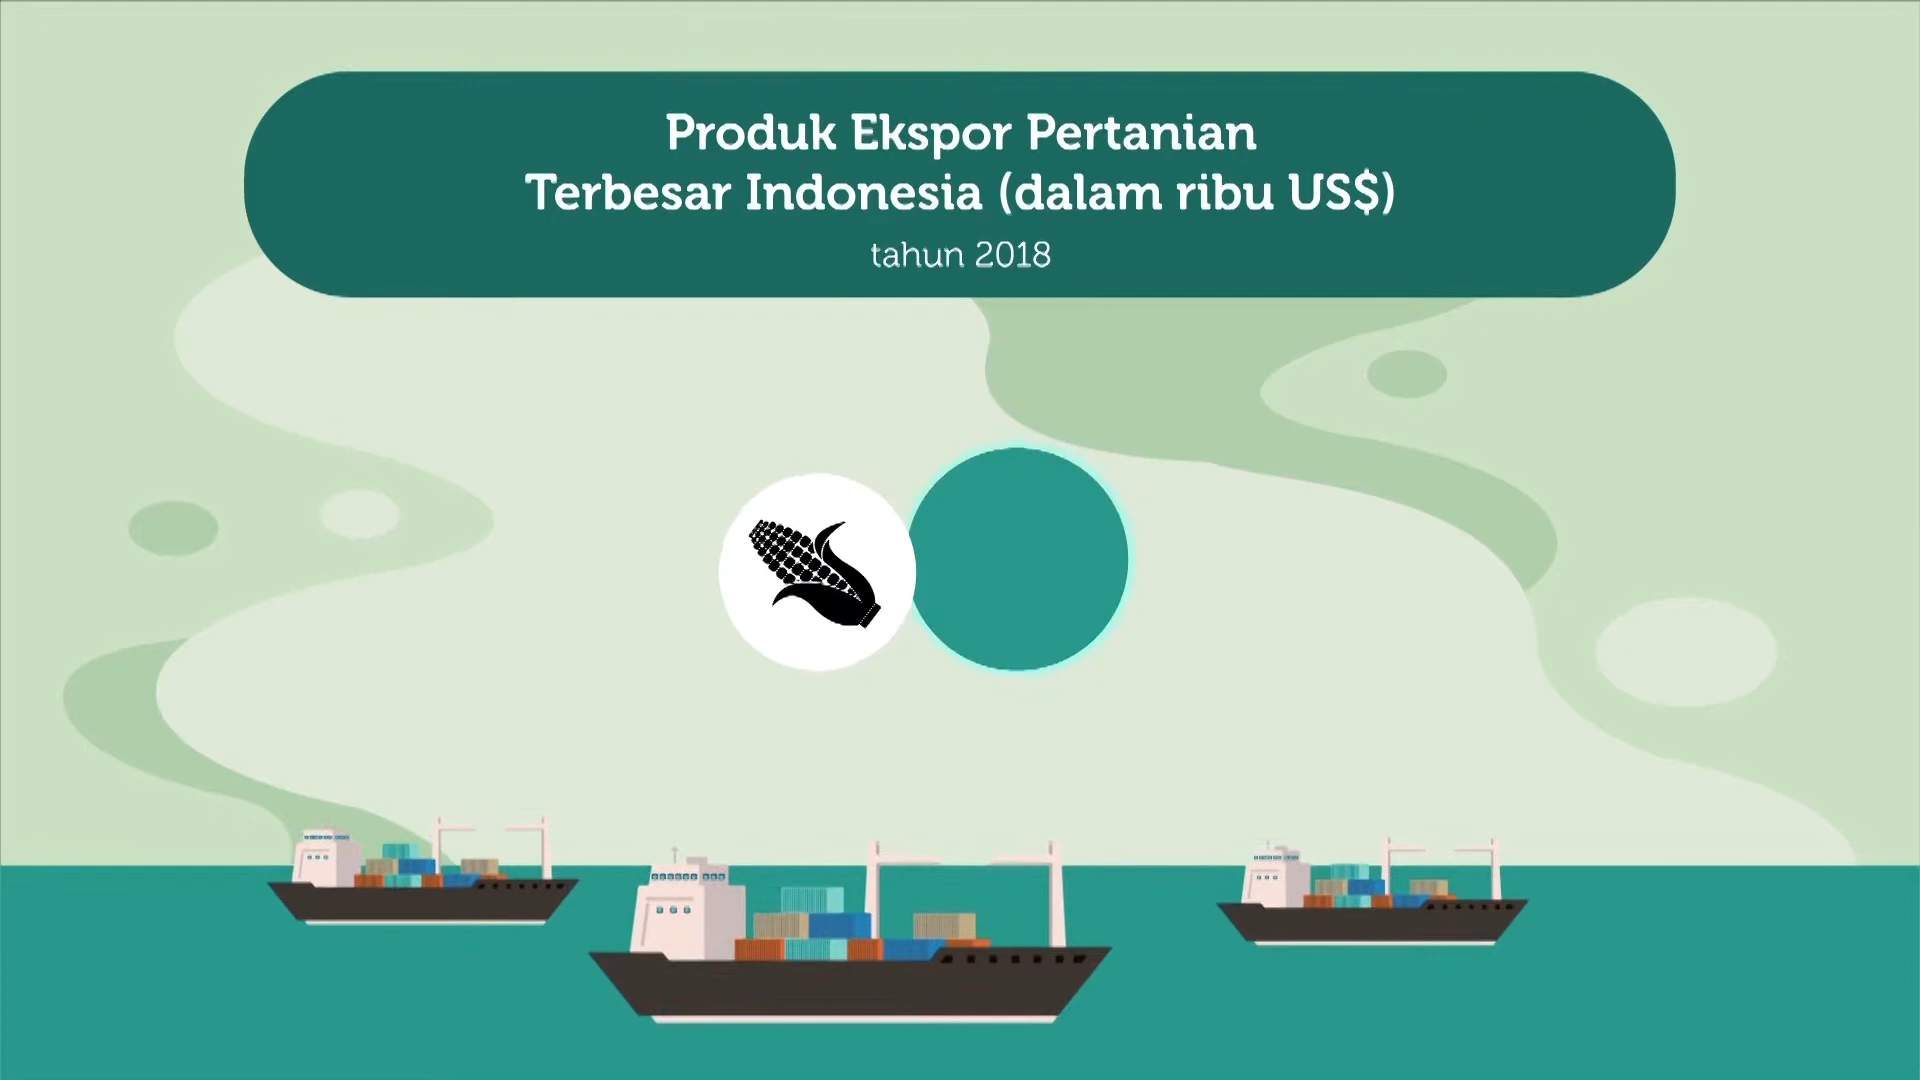 Produk Ekspor Pertanian
Terbesar Indonesia (dalam ribu US$)
tahun 2018